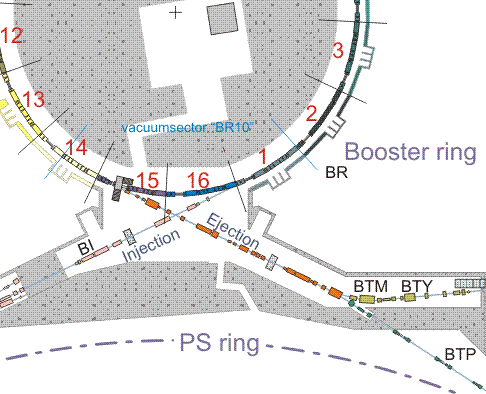 12
3
13
2
vacuumsector "BR10"
14
1
Booster ring
BR
15
16
BI
Injection
Ejection
BTM
BTY
PS ring
BTP